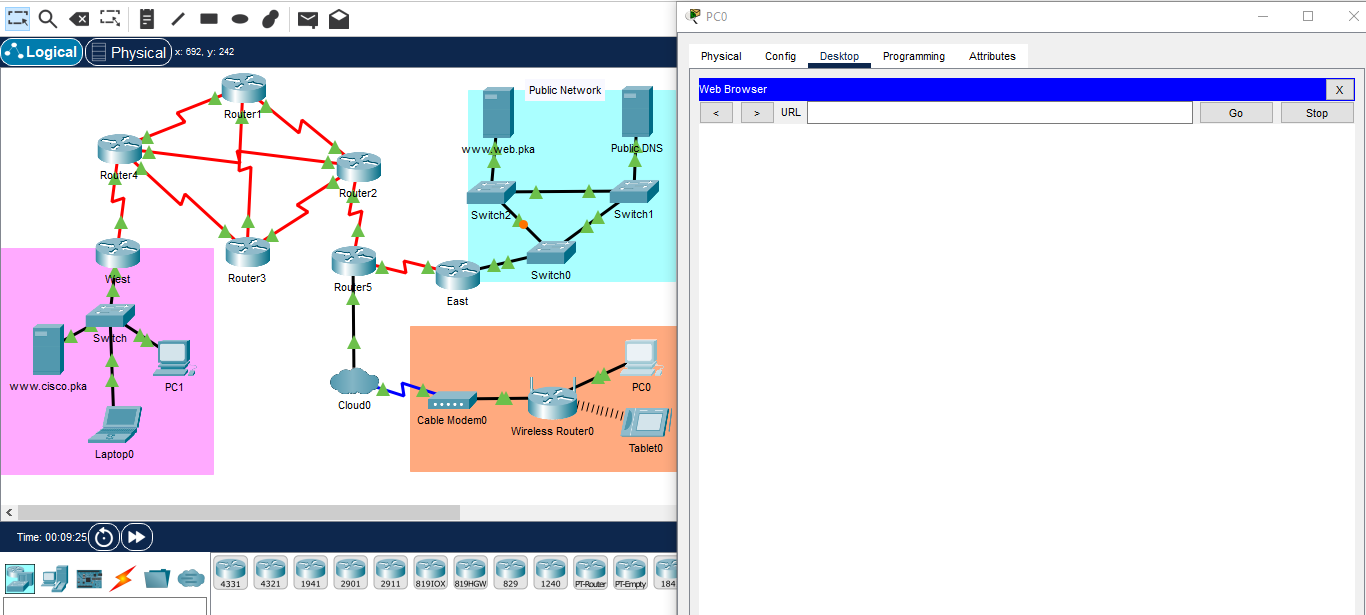 PC0
Logical
Physical
x: 692, y: 242
Physical
Config
Desktop
Programming
Attributes
Web Browser
X
<
>
URL
Go
Stop
Public Network
Router1
www.web.pka
Public DNS
Router4
Router2
Switch2
Switch1
West
Router3
Router5
Switch0
East
Switch
www.cisco.pka
PC1
PC0
Cloud0
Cable Modem0
Wireless Router0
Laptop0
Tablet0
<
Time: 00:09:25
4331
4321
1941
2901
2911
819IOX
819HGW
829
1240
PT-Router
PT-Empty
184